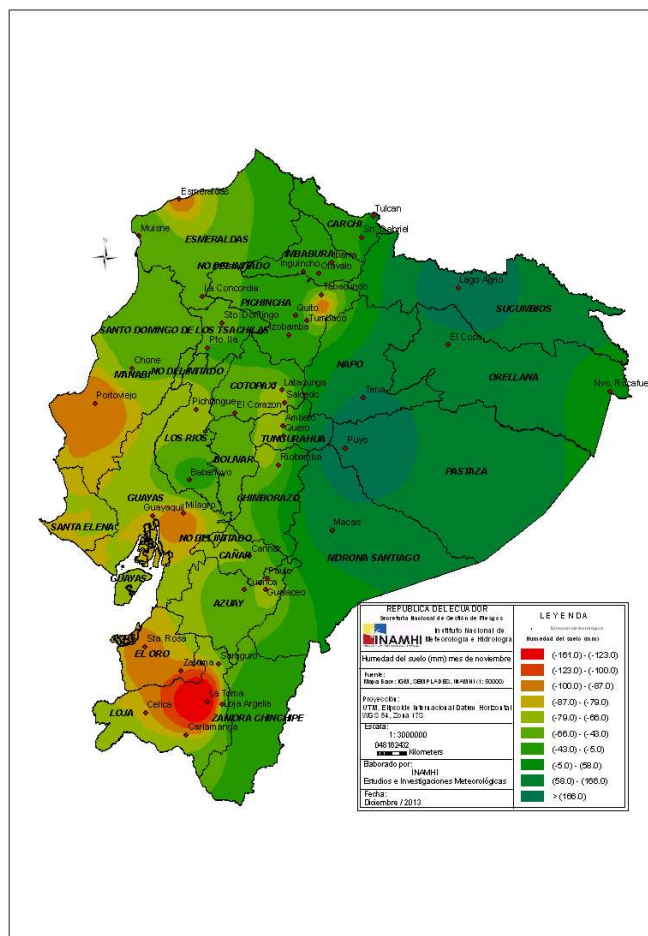 Esmeraldas
Tulcan
CARCHI
Sn. Gabriel
Muisne
ESMERALDAS
NO DELIMITADO
IMBABURA
Ibarra
Inguincho
Otavalo
La Concordia
Tabacundo
Lago Agrio
PICHINCHA
SUCUMBIOS
Quito
Sto. Domingo
Tumbaco
SANTO DOMINGO DE LOS TSACHILAS
Izobamba
Pto. Ila
El Coca
Chone
NAPO
MANABI
NO DELIMITADO
ORELLANA
COTOPAXI
Latacunga
Nvo. Rocafue
Portoviejo
Salcedo
Tena
Pichilingue
El Corazon
Ambato
LOS RIOS
Quero
TUNGURAHUA
Puyo
BOLIVAR
Riobamba
PASTAZA
Babahoyo
GUAYAS
CHIMBORAZO
Guayaquil
Milagro
SANTA ELENA
Macas
NO DELIMITADO
CAÑAR
Cannar
MORONA SANTIAGO
GUAYAS
Paute
Cuenca
Gualaceo
AZUAY
Sta. Rosa
EL ORO
Zaruma
Saraguro
La Toma
LOJA
Celica
Loja Argelia
ZAMORA CHINCHIPE
Cariamanga
REPUBLICA DEL ECUADOR
Secretaría Nacional de Gestión de Riesgos
INAMHI
Instituto Nacional de
Meteorología e Hidrología
Humedad del suelo (mm) mes de noviembre
Fuente:
Mapa Base: IGM, SEMPLADES, INAMHI (1: 50000)
Proyección:
UTM. Elipsoide Internacional Datum Horizontal
WGS 84, Zona 17S
Escala:
1: 3000000
Kilometers
Elaborado por:
INAMHI
Estudios e Investigaciones Meteorológicas
Fecha:
Diciembre / 2013
LEYENDA
Humedad del suelo (mm)
(-161.0) - (-123.0)
(-123.0) - (-100.0)
(-100.0) - (-87.0)
(-87.0) - (-79.0)
(-79.0) - (-66.0)
(-66.0) - (-43.0)
(-43.0) - (-5.0)
(-5.0) - (58.0)
(58.0) - (166.0)
> (166.0)